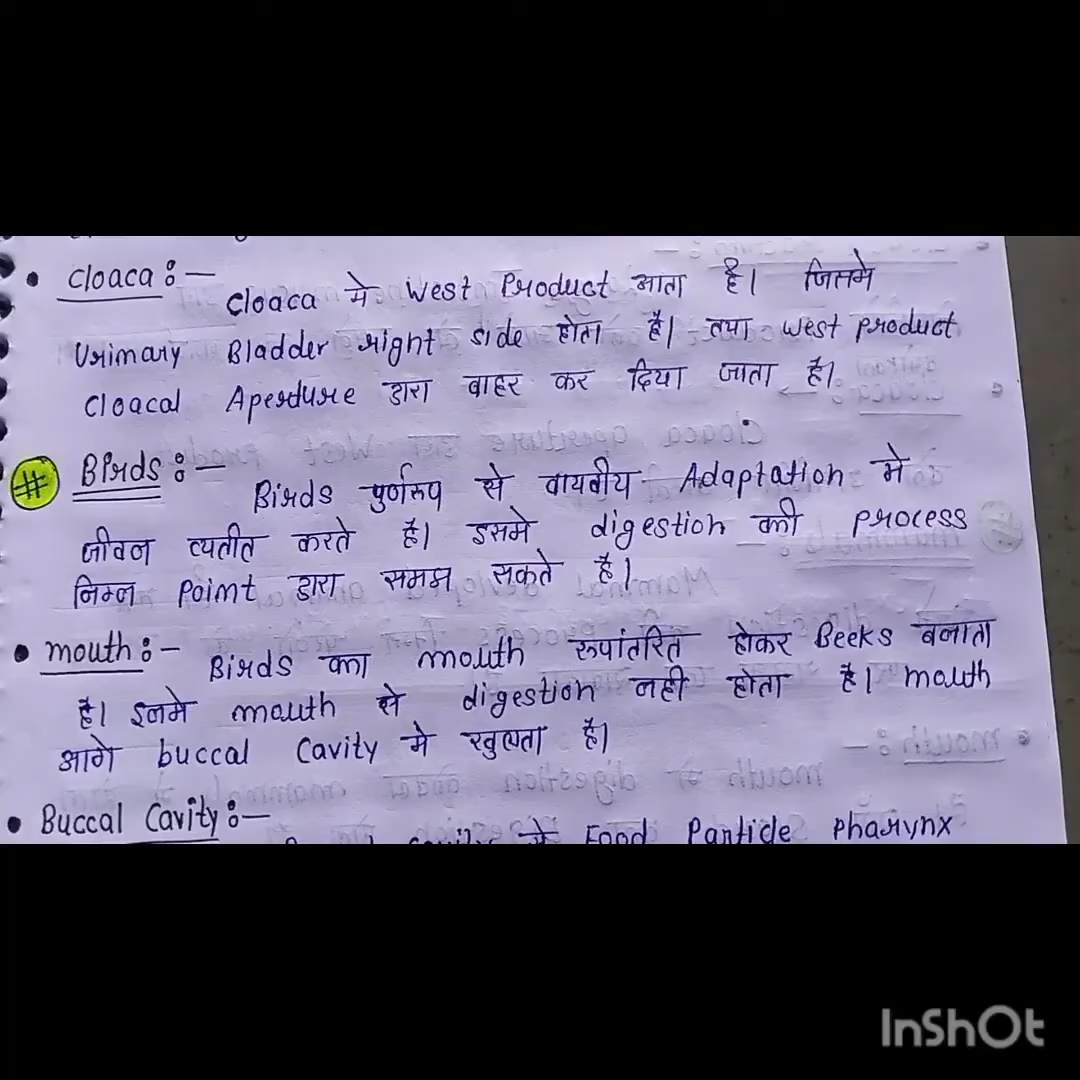 • Cloaca :-
Cloaca मे West Product आता है। जिसमे
Urinary Bladder right side होता है। तथा West product
Cloacal Aperture द्वारा बाहर कर दिया जाता है।
# Birds :-
Birds पुर्णरूप से वायवीय Adaptation मे
जीवन व्यतीत करते है। इसमे digestion की process
निम्न Point द्वारा समझ सकते है।
• mouth :- Birds का mouth रूपांतरित होकर Beeks बनाता
है। इनमे mouth से digestion नही होता है। mouth
आगे buccal Cavity मे खुलता है।
• Buccal Cavity :-
मे Food Particle Pharynx
InShOt